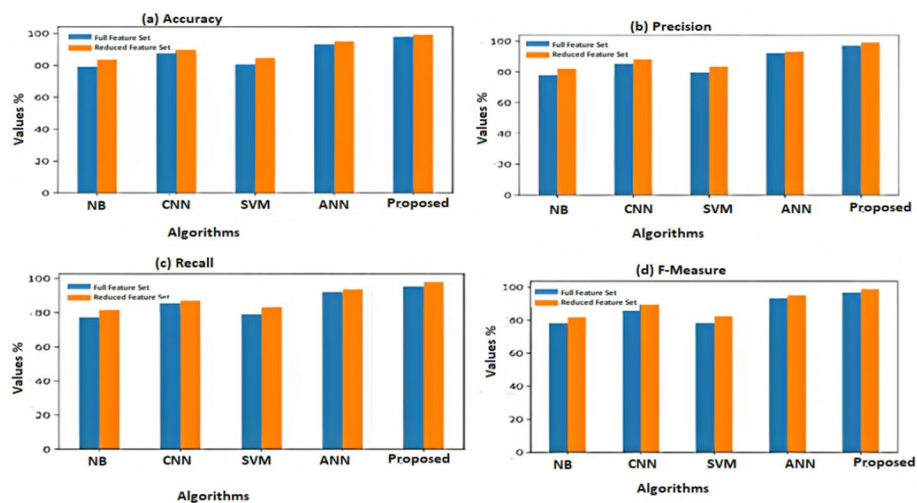 (a) Accuracy
100
80
60
40
20
0
Values %
Full Feature Set
Reduced Feature Set
NB CNN SVM ANN Proposed
Algorithms
(b) Precision
100
80
60
40
20
0
Values %
Full Feature Set
Reduced Feature Set
NB CNN SVM ANN Proposed
Algorithms
(c) Recall
100
80
60
40
20
0
Values %
Full Feature Set
Reduced Feature Set
NB CNN SVM ANN Proposed
Algorithms
(d) F-Measure
100
80
60
40
20
0
Values %
Full Feature Set
Reduced Feature Set
NB CNN SVM ANN Proposed
Algorithms